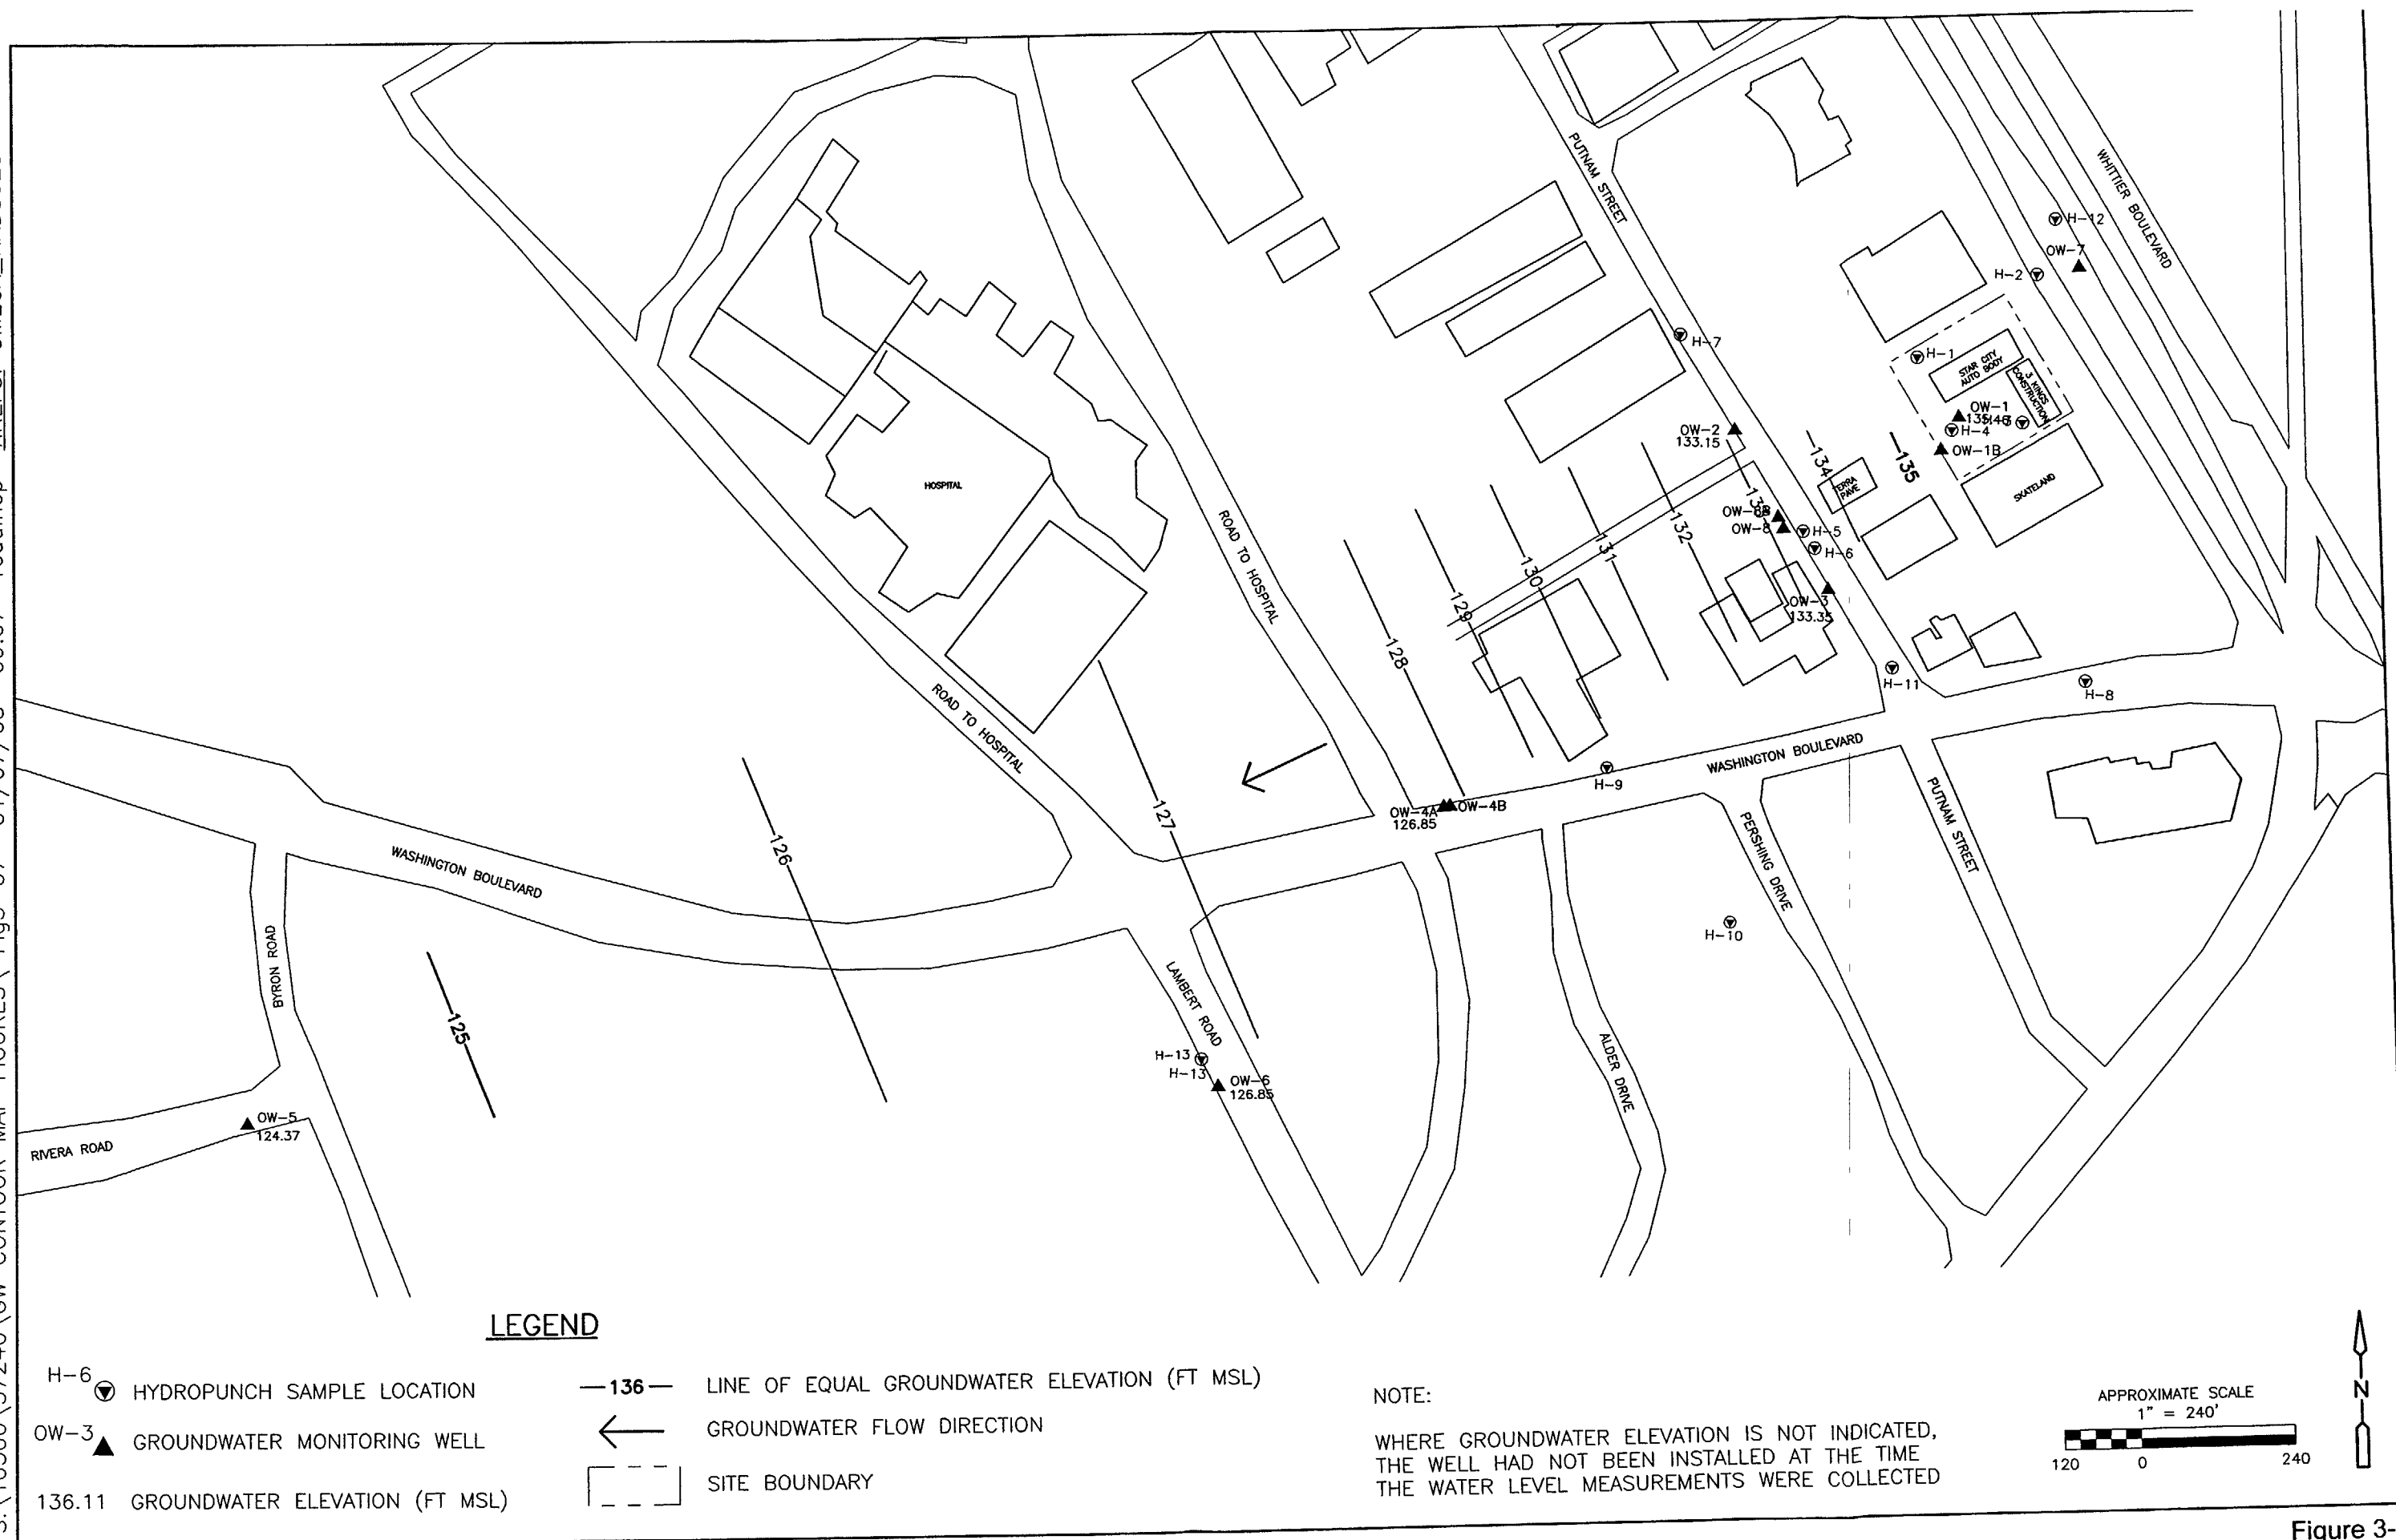 PUTNAM STREET
WHITTIER BOULEVARD
H-12
OW-7
H-2
H-7
H-1
STAR CITY
AUTO BODY
3 KINGS
CONSTRUCTION
OW-1
H-4
OW-1B
SKATELAND
OW-2
133.15
134
135
TERRA
PAVE
HOSPITAL
ROAD TO HOSPITAL
OW-8
H-5
H-6
132
131
130
129
128
OW-3
133.35
H-11
H-8
ROAD TO HOSPITAL
WASHINGTON BOULEVARD
H-9
OW-4A
126.85
OW-4B
127
126
PERSHING DRIVE
PUTNAM STREET
WASHINGTON BOULEVARD
BYRON ROAD
H-10
LAMBERT ROAD
125
ALDER DRIVE
H-13
H-13
OW-6
126.85
OW-5
124.37
RIVERA ROAD
LEGEND
H-6
HYDROPUNCH SAMPLE LOCATION
OW-3
GROUNDWATER MONITORING WELL
136.11 GROUNDWATER ELEVATION (FT MSL)
—136— LINE OF EQUAL GROUNDWATER ELEVATION (FT MSL)
GROUNDWATER FLOW DIRECTION
SITE BOUNDARY
NOTE:
WHERE GROUNDWATER ELEVATION IS NOT INDICATED,
THE WELL HAD NOT BEEN INSTALLED AT THE TIME
THE WATER LEVEL MEASUREMENTS WERE COLLECTED
APPROXIMATE SCALE
1" = 240'
120 0 240
N
Figure 3-